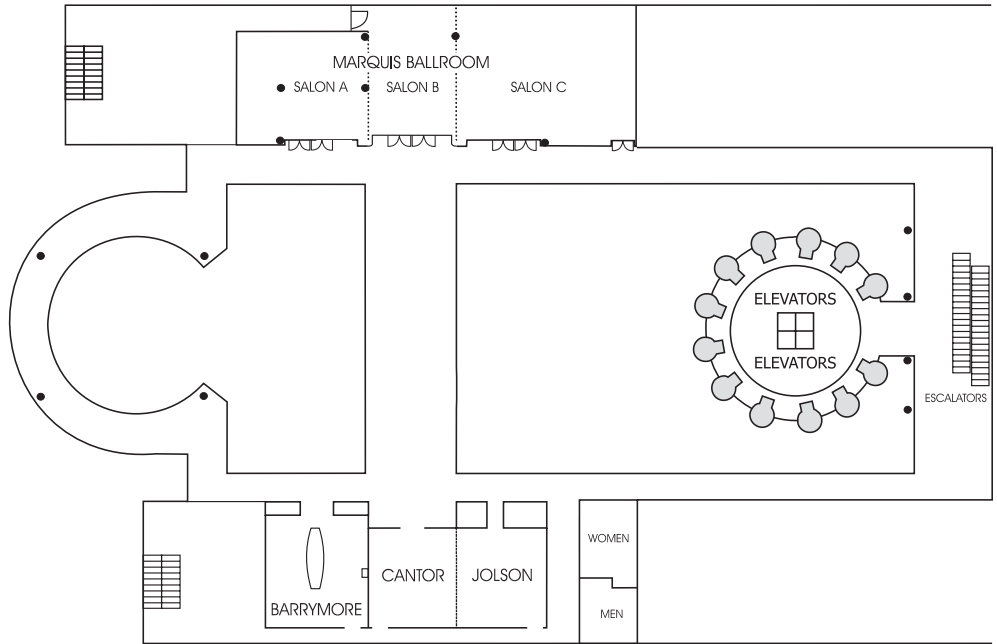 MARQUIS BALLROOM
SALON A
SALON B
SALON C
ELEVATORS
ELEVATORS
ESCALATORS
WOMEN
CANTOR
JOLSON
BARRYMORE
MEN